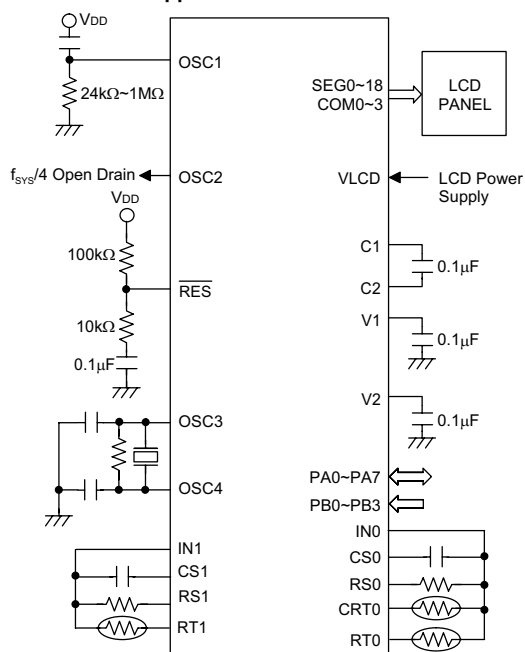 VDD
OSC1
24kΩ~1MΩ
fSYS/4 Open Drain
OSC2
VDD
100kΩ
RES
10kΩ
0.1μF
OSC3
OSC4
IN1
CS1
RS1
RT1
SEG0~18
COM0~3
LCD
PANEL
VLCD
LCD Power
Supply
C1
0.1μF
C2
V1
0.1μF
V2
0.1μF
PA0~PA7
PB0~PB3
IN0
CS0
RS0
CRT0
RT0